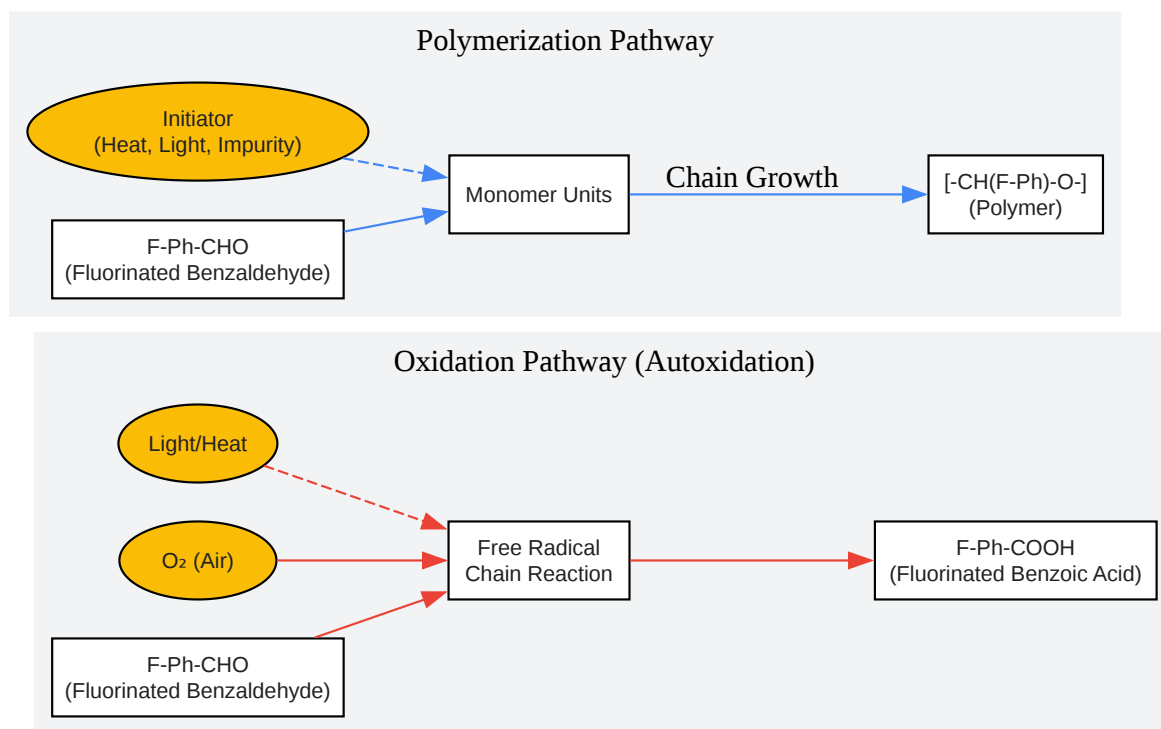 Polymerization Pathway
Initiator
(Heat, Light, Impurity)
F-Ph-CHO
(Fluorinated Benzaldehyde)
Monomer Units
Chain Growth
[-CH(F-Ph)-O-]
(Polymer)
Oxidation Pathway (Autoxidation)
Light/Heat
O₂ (Air)
F-Ph-CHO
(Fluorinated Benzaldehyde)
Free Radical
Chain Reaction
F-Ph-COOH
(Fluorinated Benzoic Acid)